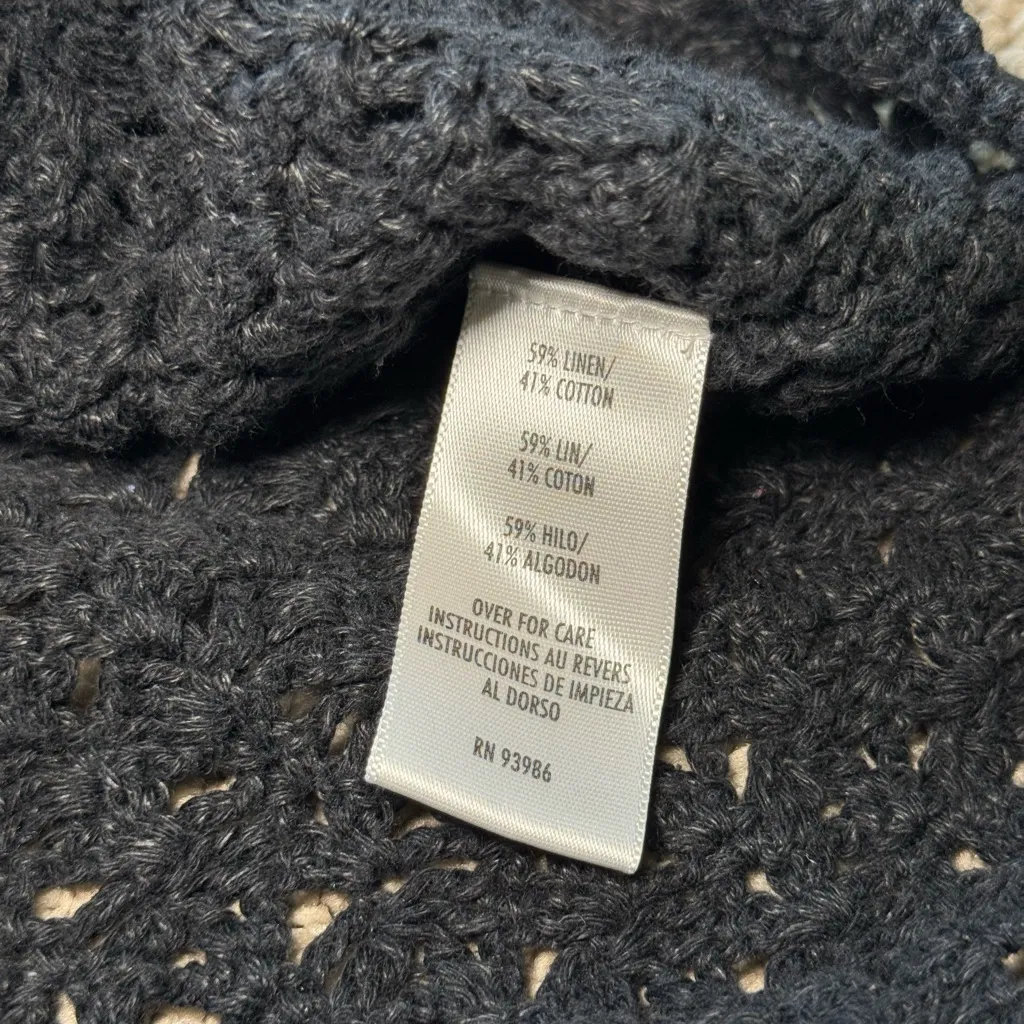 59% LINEN/
41% COTTON
59% LIN/
41% COTON
59% HILO/
41% ALGODON
OVER FOR CARE
INSTRUCTIONS AU REVERS
INSTRUCCIONES DE IMPIEZA
AL DORSO
RN 93986